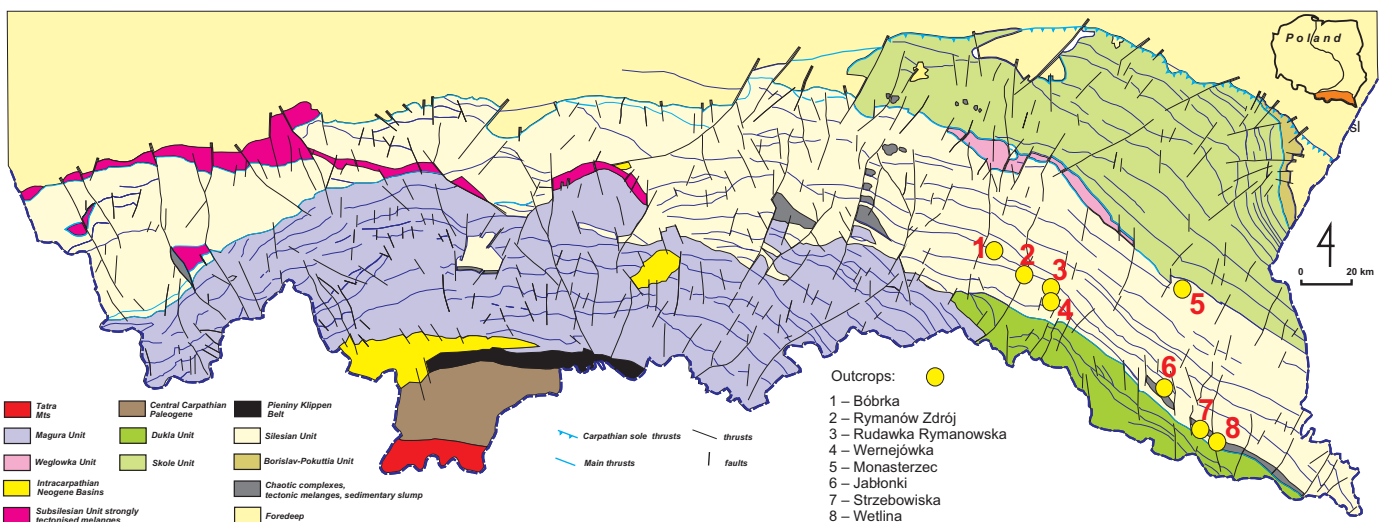 Poland
sl
1
2
3
4
5
6
7
8
0 20 km
Outcrops:
1 – Bóbrka
2 – Rymanów Zdrój
3 – Rudawka Rymanowska
4 – Wernejówka
5 – Monasterzec
6 – Jabłonki
7 – Strzebowiska
8 – Wetlina
Tatra
Mts
Central Carpathian
Paleogene
Pieniny Klippen
Belt
Magura Unit
Dukla Unit
Silesian Unit
Weglowka Unit
Skole Unit
Borislav-Pokuttia Unit
Intracarpathian
Neogene Basins
Chaotic complexes,
tectonic melanges, sedimentary slump
Subsilesian Unit strongly
tectonised melanges
Foredeep
Carpathian sole thrusts
thrusts
Main thrusts
faults